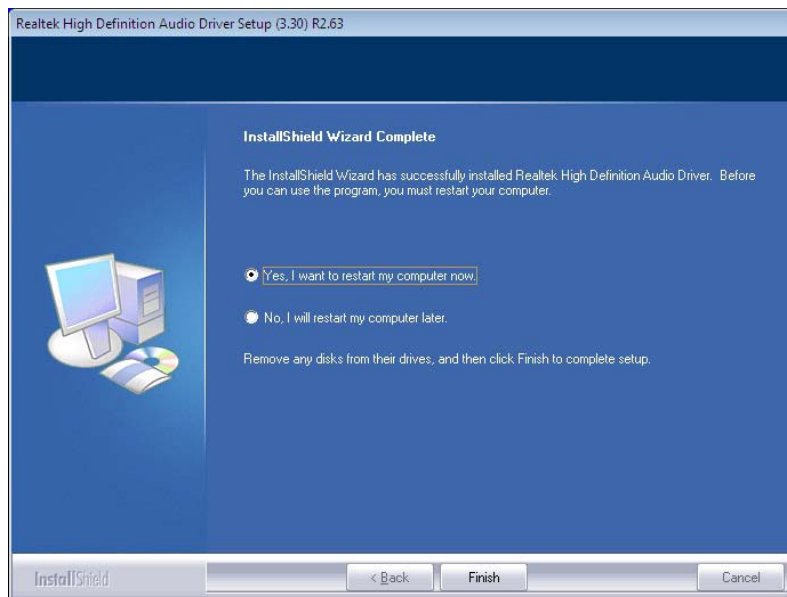 Realtek High Definition Audio Driver Setup (3.30) R2.63
InstallShield Wizard Complete
The InstallShield Wizard has successfully installed Realtek High Definition Audio Driver. Before
you can use the program, you must restart your computer.
Yes, I want to restart my computer now.
No, I will restart my computer later.
Remove any disks from their drives, and then click Finish to complete setup.
InstallShield
< Back Finish Cancel